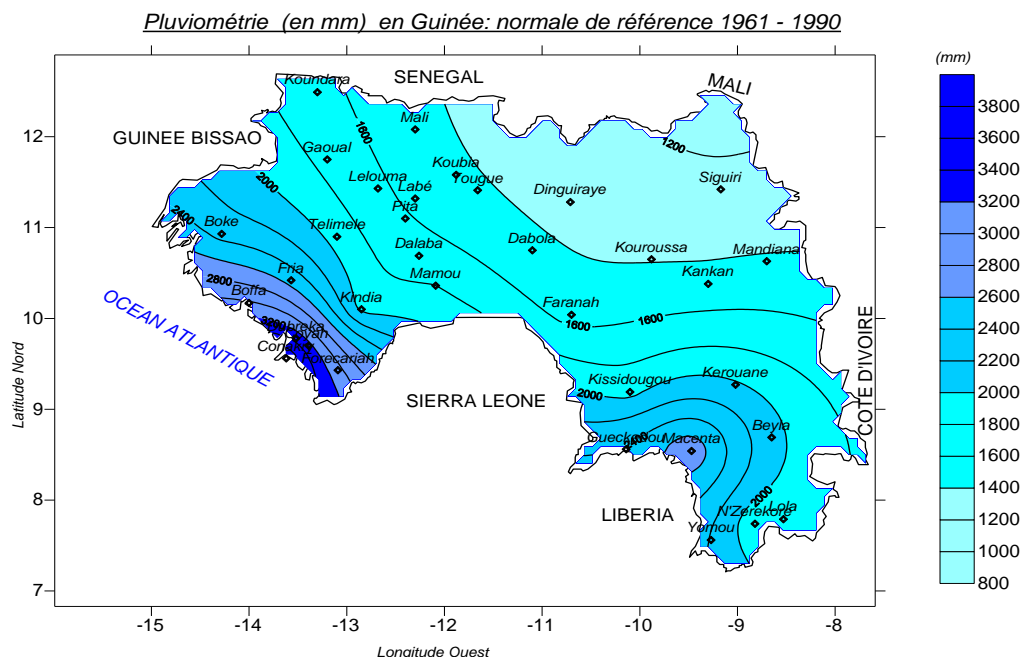 Pluviométrie (en mm) en Guinée: normale de référence 1961 - 1990
(mm)
SENEGAL
MALI
GUINEE BISSAO
OCEAN ATLANTIQUE
SIERRA LEONE
LIBERIA
COTE D'IVOIRE
Koundara
Mali
Gaoual
Koubia
Lelouma
Labé
Yougue
Pita
Dinguiraye
Siguiri
Boke
Telimele
Dalaba
Dabola
Kouroussa
Mandiana
Fria
Mamou
Kankan
Boffa
Kindia
Faranah
Kissidougou
Kerouane
Beyla
Macenta
N'Zerekore
Lola
Yomou
1200
1600
2000
2400
2800
3200
1600
1600
2000
2400
2000
12
11
10
9
8
7
Latitude Nord
-15
-14
-13
-12
-11
-10
-9
-8
Longitude Ouest
3800
3600
3400
3200
2800
2600
2400
2200
2000
1800
1600
1400
1200
1000
800